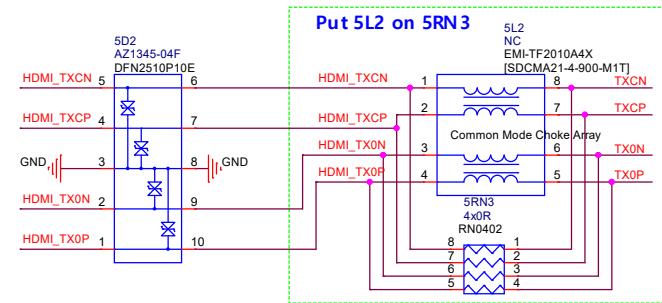 Put 5L2 on 5RN3
5D2
AZ1345-04F
DFN2510P10E
5L2
NC
EMI-TF2010A4X
[SDCMA21-4-900-M1T]
HDMI_TXCN 5 6 HDMI_TXCN 1 8 TXCN
HDMI_TXCP 4 7 HDMI_TXCP 2 7 TXCP
Common Mode Choke Array
GND 3 8 GND HDMI_TX0N 3 6 TX0N
HDMI_TX0P 4 5 TX0P
HDMI_TX0N 2 9
5RN3
4x0R
RN0402
HDMI_TX0P 1 10
8 1
7 2
6 3
5 4